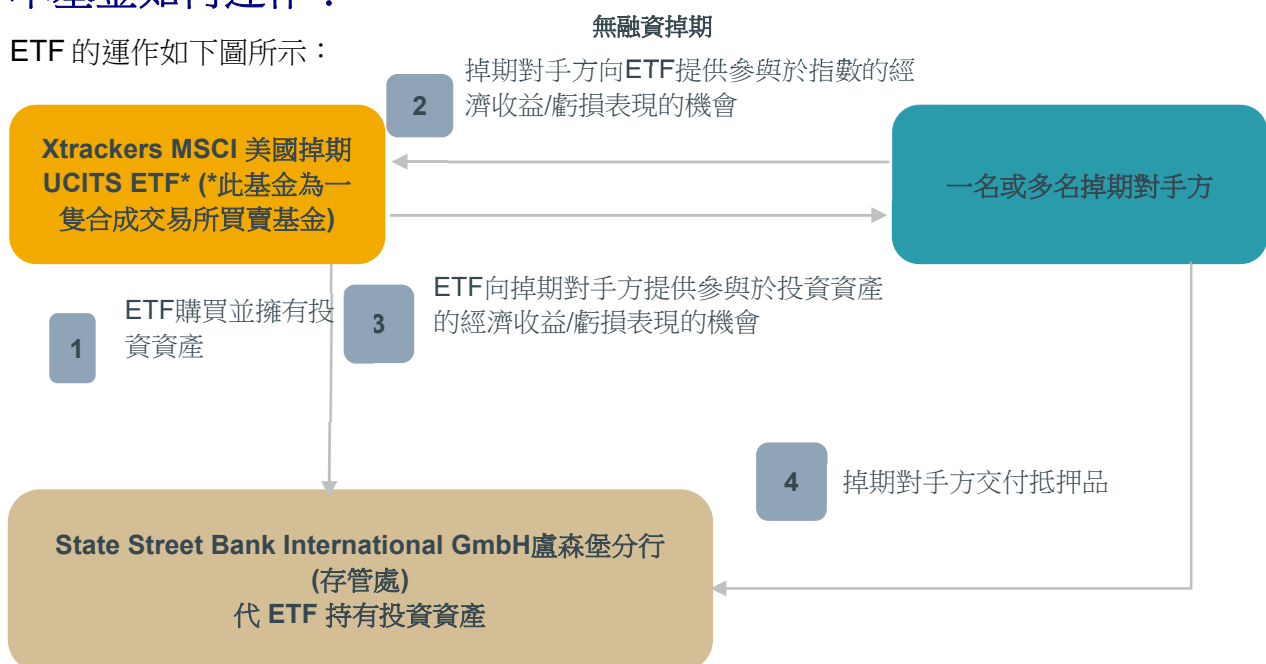 本基金如何運作？
ETF 的運作如下圖所示：
無融資掉期
2
掉期對手方向ETF提供參與於指數的經
濟收益/虧損表現的機會
Xtrackers MSCI 美國掉期
UCITS ETF* (*此基金為一
隻合成交易所買賣基金)
一名或多名掉期對手方
1
ETF購買並擁有投
資資產
3
ETF向掉期對手方提供參與於投資資產
的經濟收益/虧損表現的機會
4
掉期對手方交付抵押品
State Street Bank International GmbH盧森堡分行
(存管處)
代 ETF 持有投資資產